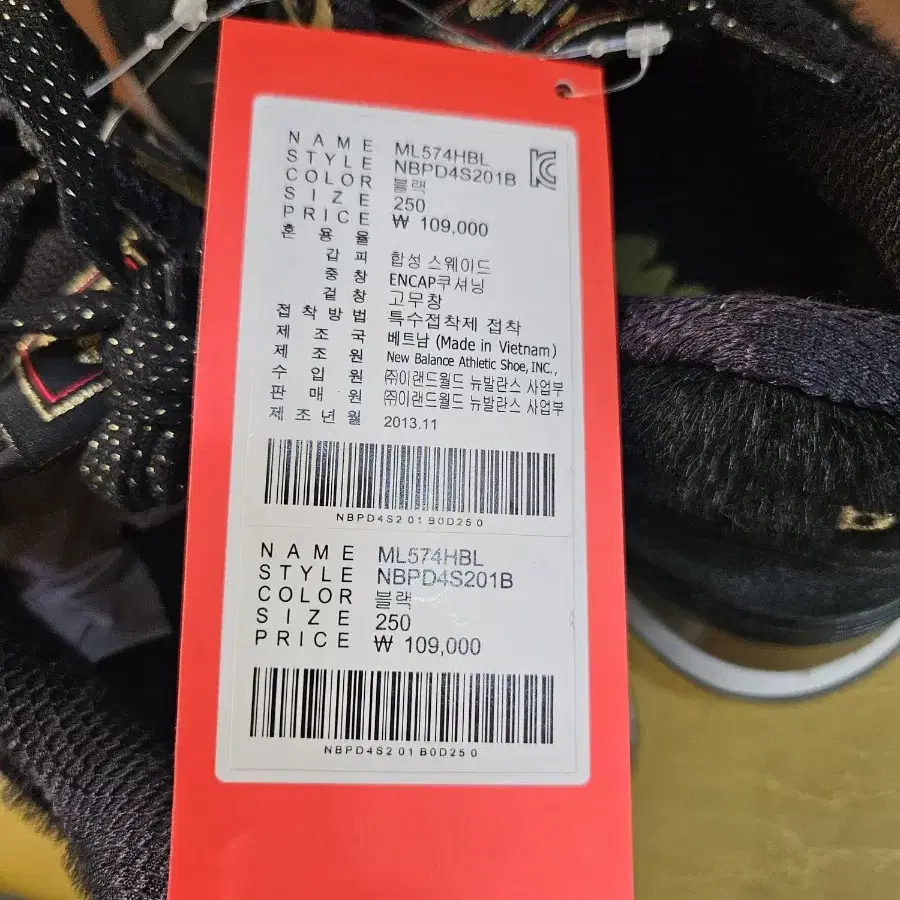 NAME ML574HBL
STYLE NBPD4S201B
COLOR 블랙
SIZE 250
PRICE ₩ 109,000
혼용율
갑피 합성 스웨이드
중창 ENCAP쿠셔닝
겉창 고무창
접착방법 특수접착제 접착
제조국 베트남 (Made in Vietnam)
제조원 New Balance Athletic Shoe, INC.,
수입원 ㈜이랜드월드 뉴발란스 사업부
판매원 ㈜이랜드월드 뉴발란스 사업부
제조년월 2013.11
NBPD4S201B0D250
NAME ML574HBL
STYLE NBPD4S201B
COLOR 블랙
SIZE 250
PRICE ₩ 109,000
NBPD4S201B0D250